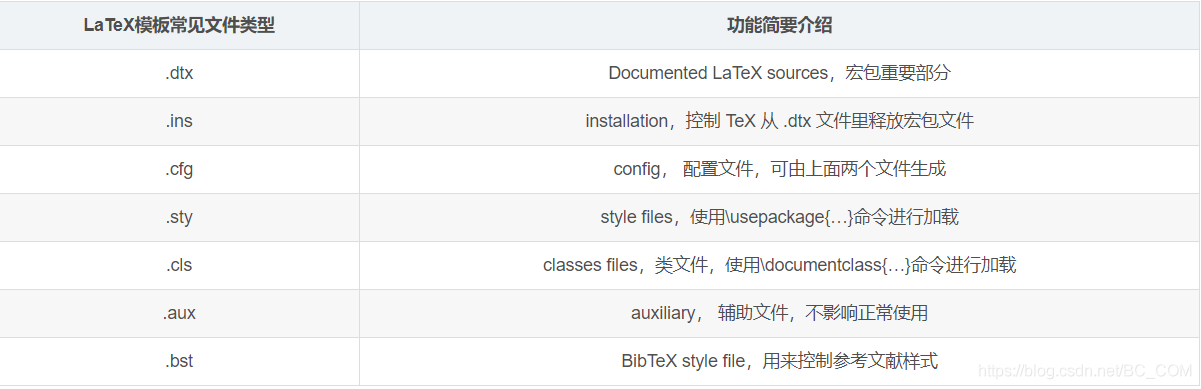 LaTeX模板常见文件类型 功能简要介绍
.dtx Documented LaTeX sources，宏包重要部分
.ins installation，控制 TeX 从 .dtx 文件里释放宏包文件
.cfg config， 配置文件，可由上面两个文件生成
.sty style files，使用\usepackage{…}命令进行加载
.cls classes files，类文件，使用\documentclass{…}命令进行加载
.aux auxiliary， 辅助文件，不影响正常使用
.bst BibTeX style file，用来控制参考文献样式
https://blog.csdn.net/BC_COM